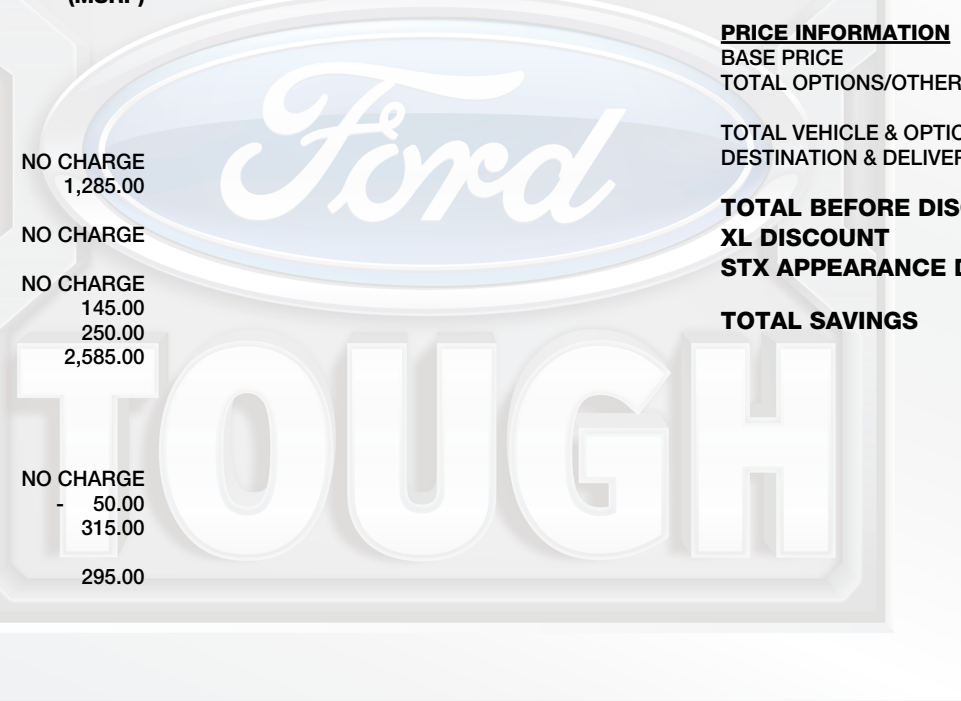 (MSRP)
NO CHARGE
1,285.00
NO CHARGE
NO CHARGE
145.00
250.00
2,585.00
NO CHARGE
- 50.00
315.00
295.00
Ford
TOUGH
PRICE INFORMATION
BASE PRICE
TOTAL OPTIONS/OTHER
TOTAL VEHICLE & OPTIO
DESTINATION & DELIVER
TOTAL BEFORE DISC
XL DISCOUNT
STX APPEARANCE D
TOTAL SAVINGS